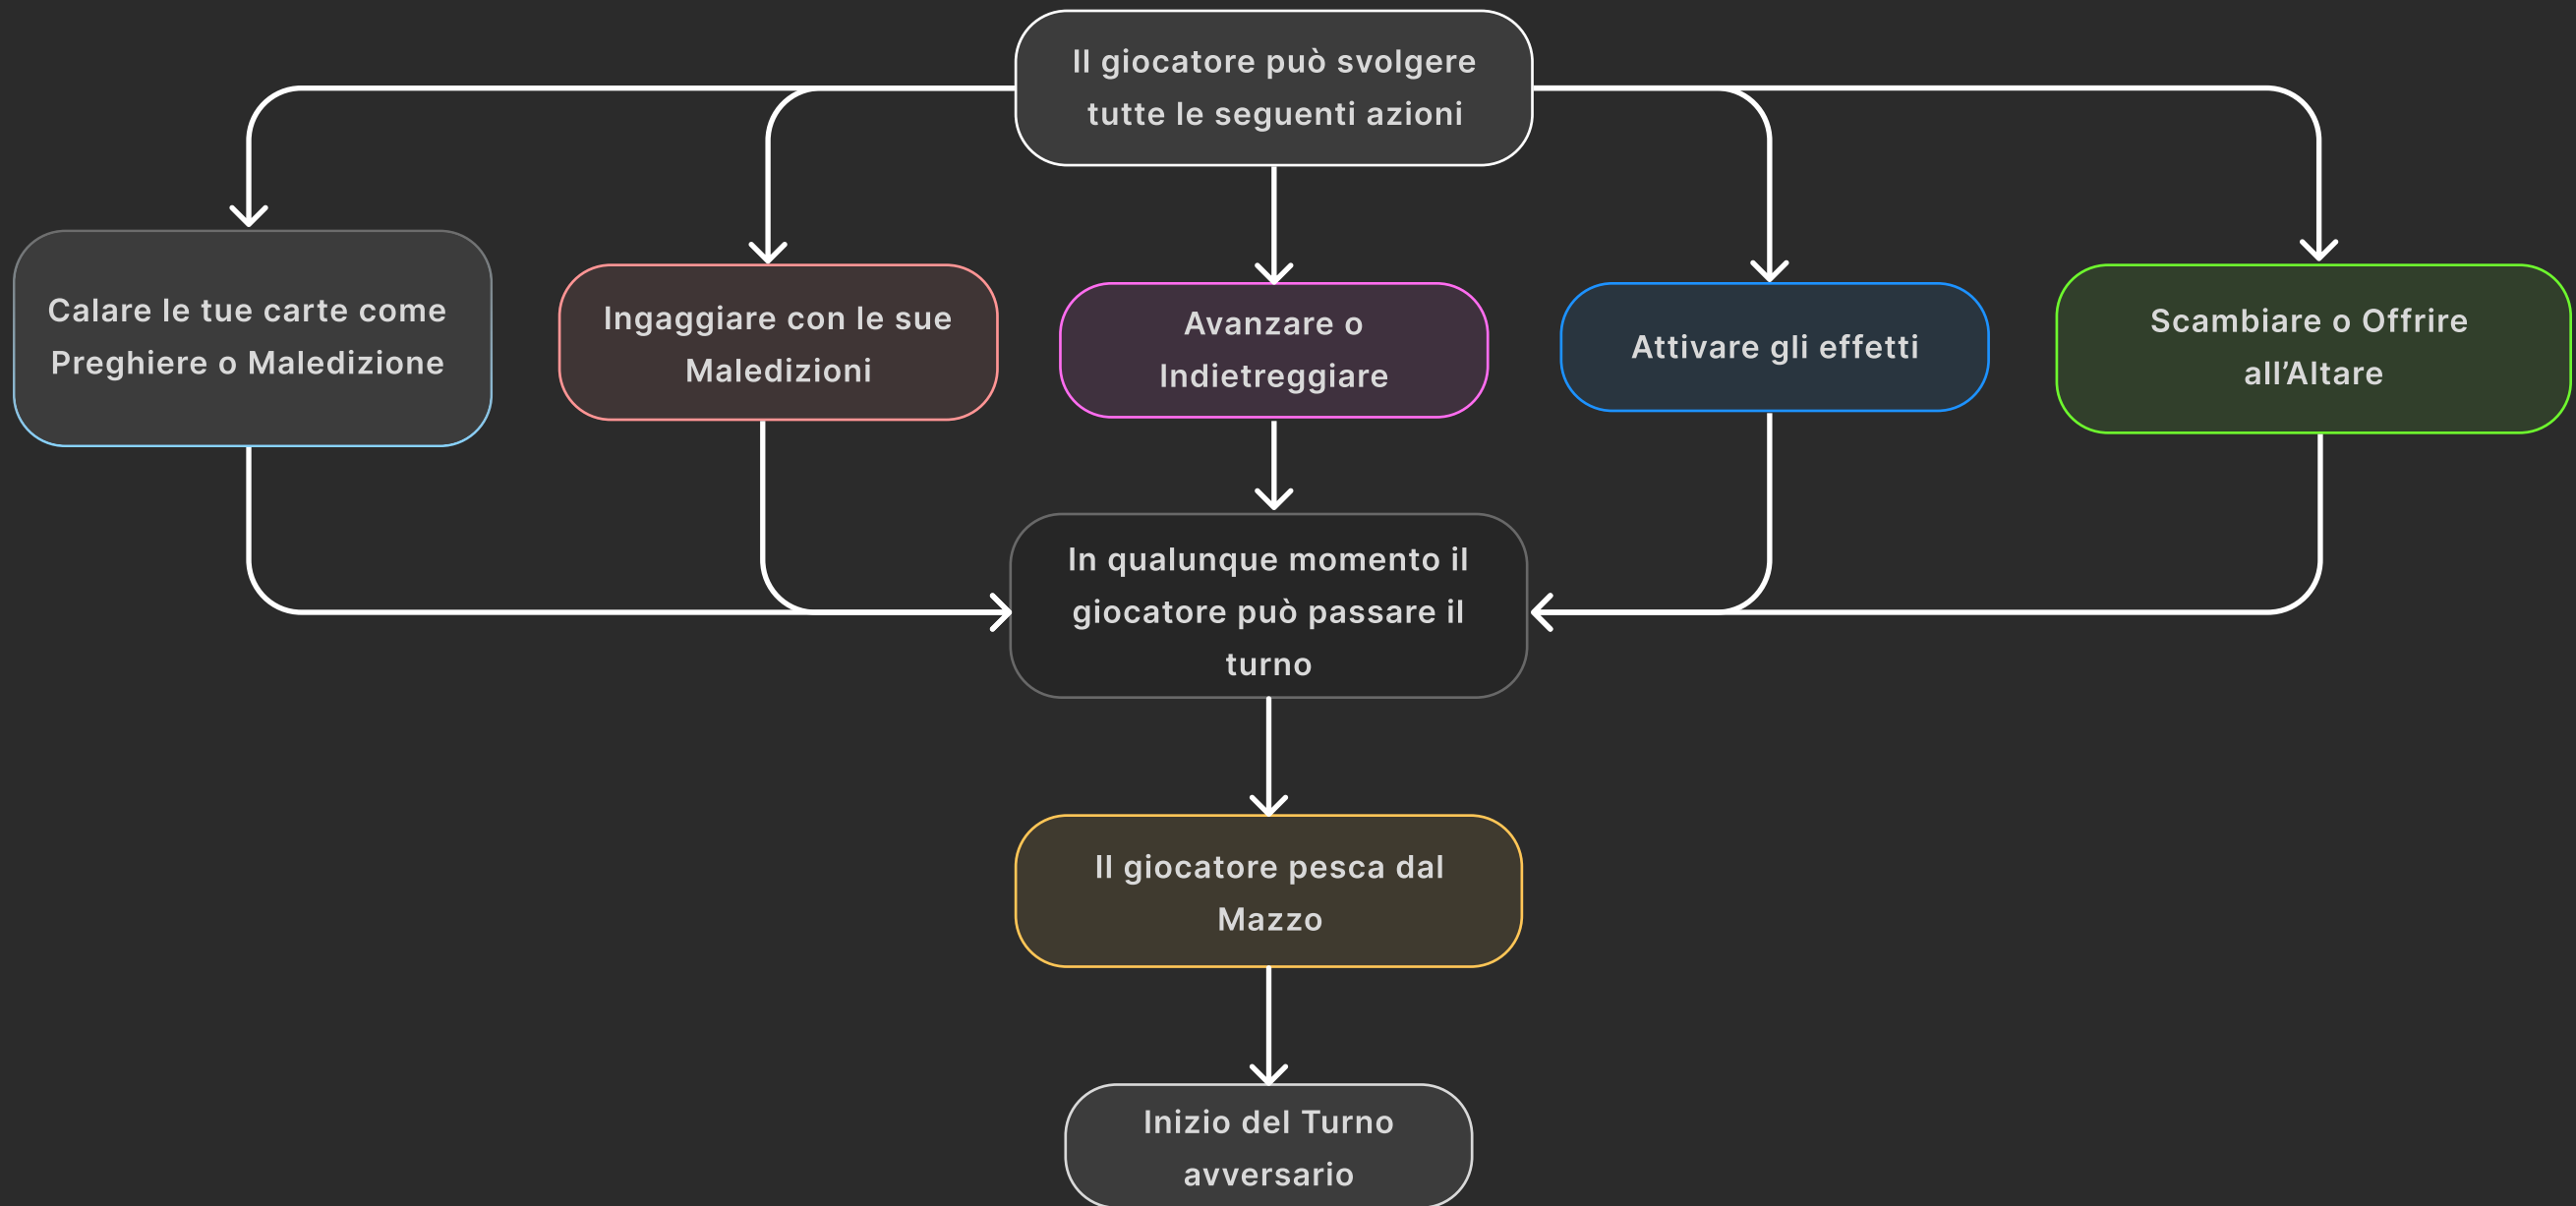 Il giocatore può svolgere
tutte le seguenti azioni
Calare le tue carte come
Preghiere o Maledizione
Ingaggiare con le sue
Maledizioni
Avanzare o
Indietreggiare
Attivare gli effetti
Scambiare o Offrire
all’Altare
In qualunque momento il
giocatore può passare il
turno
Il giocatore pesca dal
Mazzo
Inizio del Turno
avversario